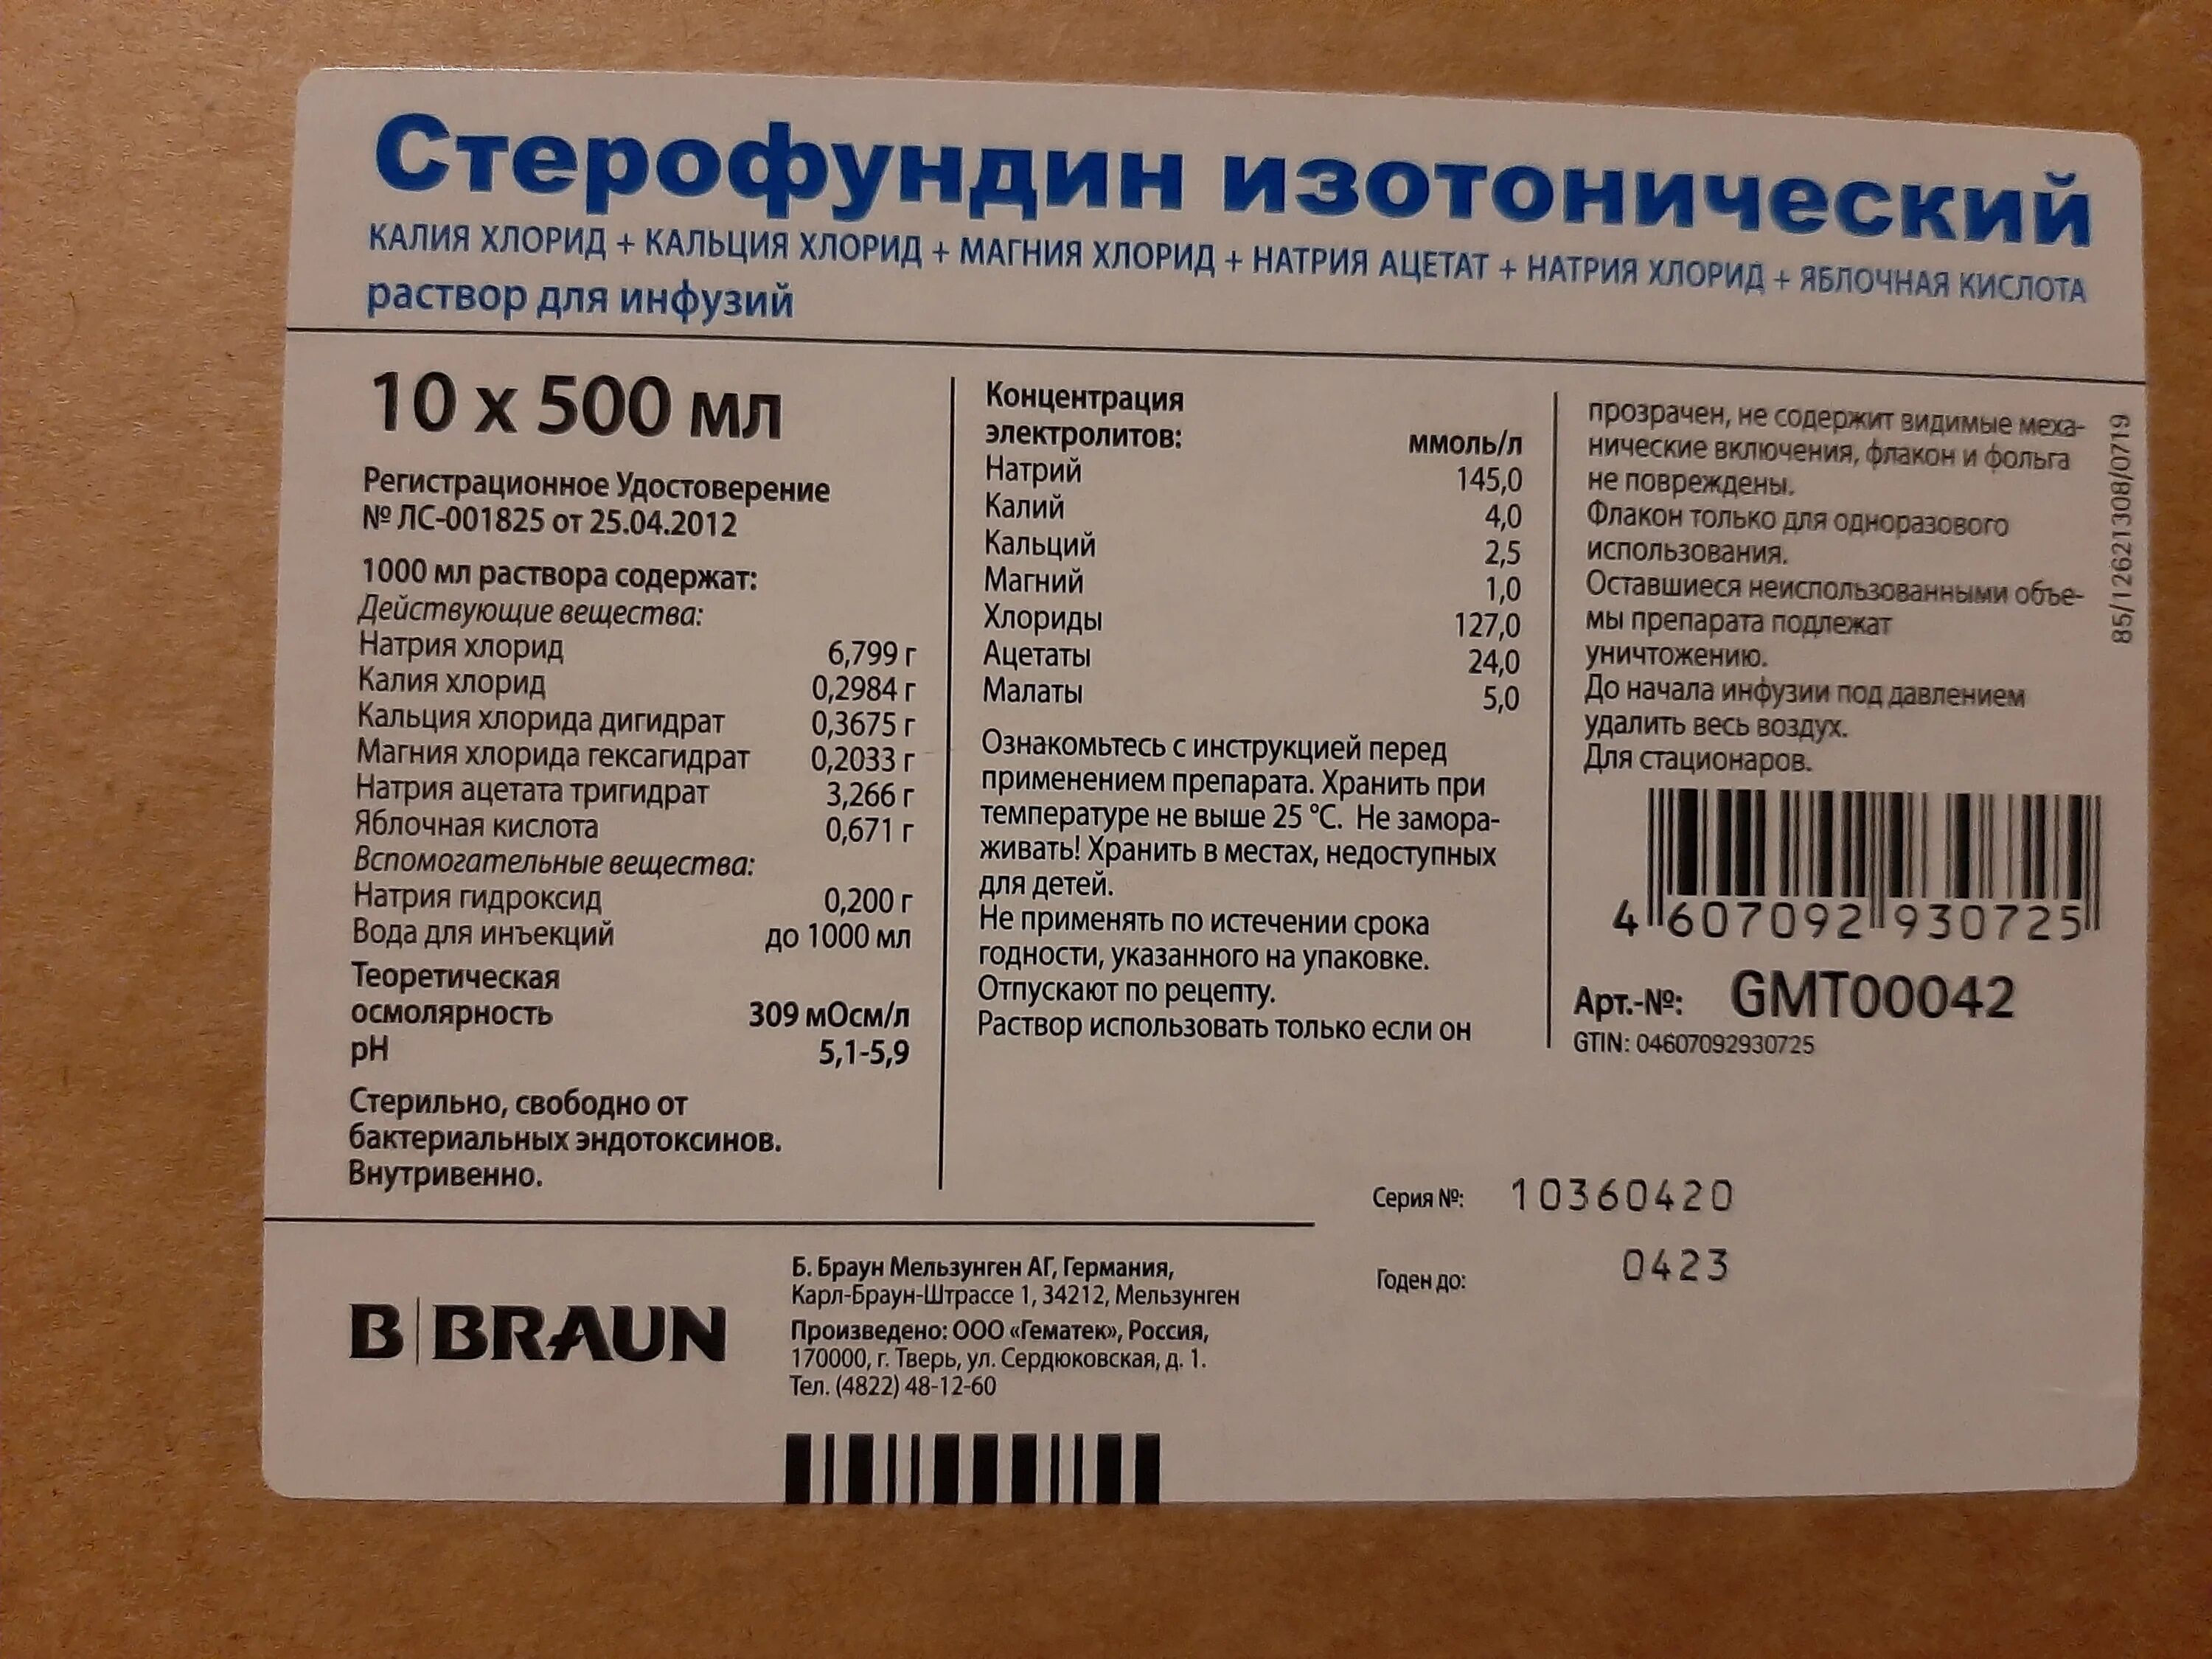 Стерофундин изотонический
КАЛИЯ ХЛОРИД + КАЛЬЦИЯ ХЛОРИД + МАГНИЯ ХЛОРИД + НАТРИЯ АЦЕТАТ + НАТРИЯ ХЛОРИД + ЯБЛОЧНАЯ КИСЛОТА
раствор для инфузий
10 x 500 мл
Регистрационное Удостоверение
№ ЛС-001825 от 25.04.2012
1000 мл раствора содержат:
Действующие вещества:
Натрия хлорид 6,799 г
Калия хлорид 0,2984 г
Кальция хлорида дигидрат 0,3675 г
Магния хлорида гексагидрат 0,2033 г
Натрия ацетата тригидрат 3,266 г
Яблочная кислота 0,671 г
Вспомогательные вещества:
Натрия гидроксид 0,200 г
Вода для инъекций до 1000 мл
Теоретическая
осмолярность 309 мОсм/л
pH 5,1-5,9
Стерильно, свободно от
бактериальных эндотоксинов.
Внутривенно.
Концентрация
электролитов: ммоль/л
Натрий 145,0
Калий 4,0
Кальций 2,5
Магний 1,0
Хлориды 127,0
Ацетаты 24,0
Малаты 5,0
Ознакомьтесь с инструкцией перед
применением препарата. Хранить при
температуре не выше 25 °C. Не замора-
живать! Хранить в местах, недоступных
для детей.
Не применять по истечении срока
годности, указанного на упаковке.
Отпускают по рецепту.
Раствор использовать только если он
прозрачен, не содержит видимые меха-
нические включения, флакон и фольга
не повреждены.
Флакон только для одноразового
использования.
Оставшиеся неиспользованными объе-
мы препарата подлежат
уничтожению.
До начала инфузии под давлением
удалить весь воздух.
Для стационаров.
85/12621308/0719
4 607092 930725
Арт.-№: GMT00042
GTIN: 04607092930725
Серия №: 10360420
Годен до: 0423
B BRAUN
Б. Браун Мельзунген АГ, Германия,
Карл-Браун-Штрассе 1, 34212, Мельзунген
Произведено: ООО «Гематек», Россия,
170000, г. Тверь, ул. Сердюковская, д. 1.
Тел. (4822) 48-12-60